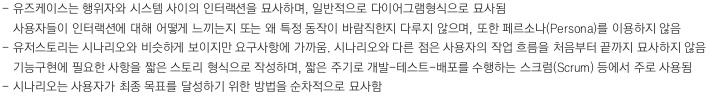 - 유즈케이스는 행위자와 시스템 사이의 인터랙션을 묘사하며, 일반적으로 다이어그램형식으로 묘사됨
사용자들이 인터랙션에 대해 어떻게 느끼는지 또는 왜 특정 동작이 바람직한지 다루지 않으며, 또한 페르소나(Persona)를 이용하지 않음
- 유저스토리는 시나리오와 비슷하게 보이지만 요구사항에 가까움. 시나리오와 다른 점은 사용자의 작업 흐름을 처음부터 끝까지 묘사하지 않음
기능구현에 필요한 사항을 짧은 스토리 형식으로 작성하며, 짧은 주기로 개발-테스트-배포를 수행하는 스크럼(Scrum) 등에서 주로 사용됨
- 시나리오는 사용자가 최종 목표를 달성하기 위한 방법을 순차적으로 묘사함